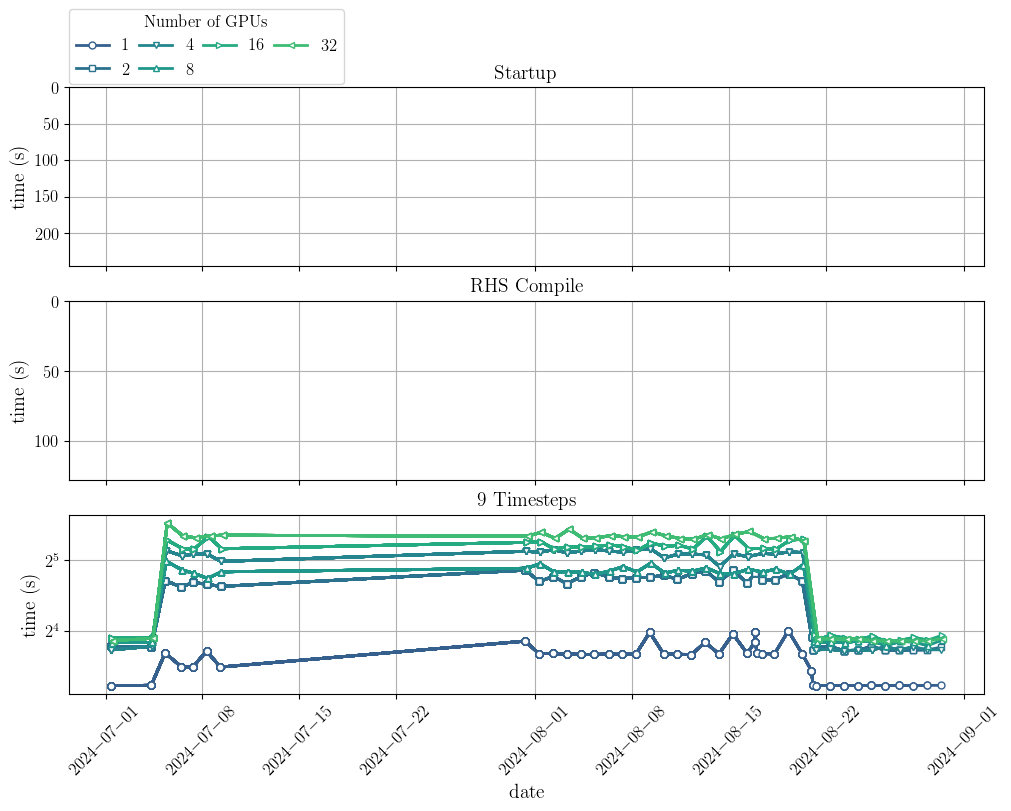 Number of GPUs
1 4 16 32
2 8
Startup
0
50
100
150
200
time (s)
RHS Compile
0
50
100
time (s)
9 Timesteps
2^5
2^4
time (s)
2024-07-01
2024-07-08
2024-07-15
2024-07-22
2024-08-01
2024-08-08
2024-08-15
2024-08-22
2024-09-01
date